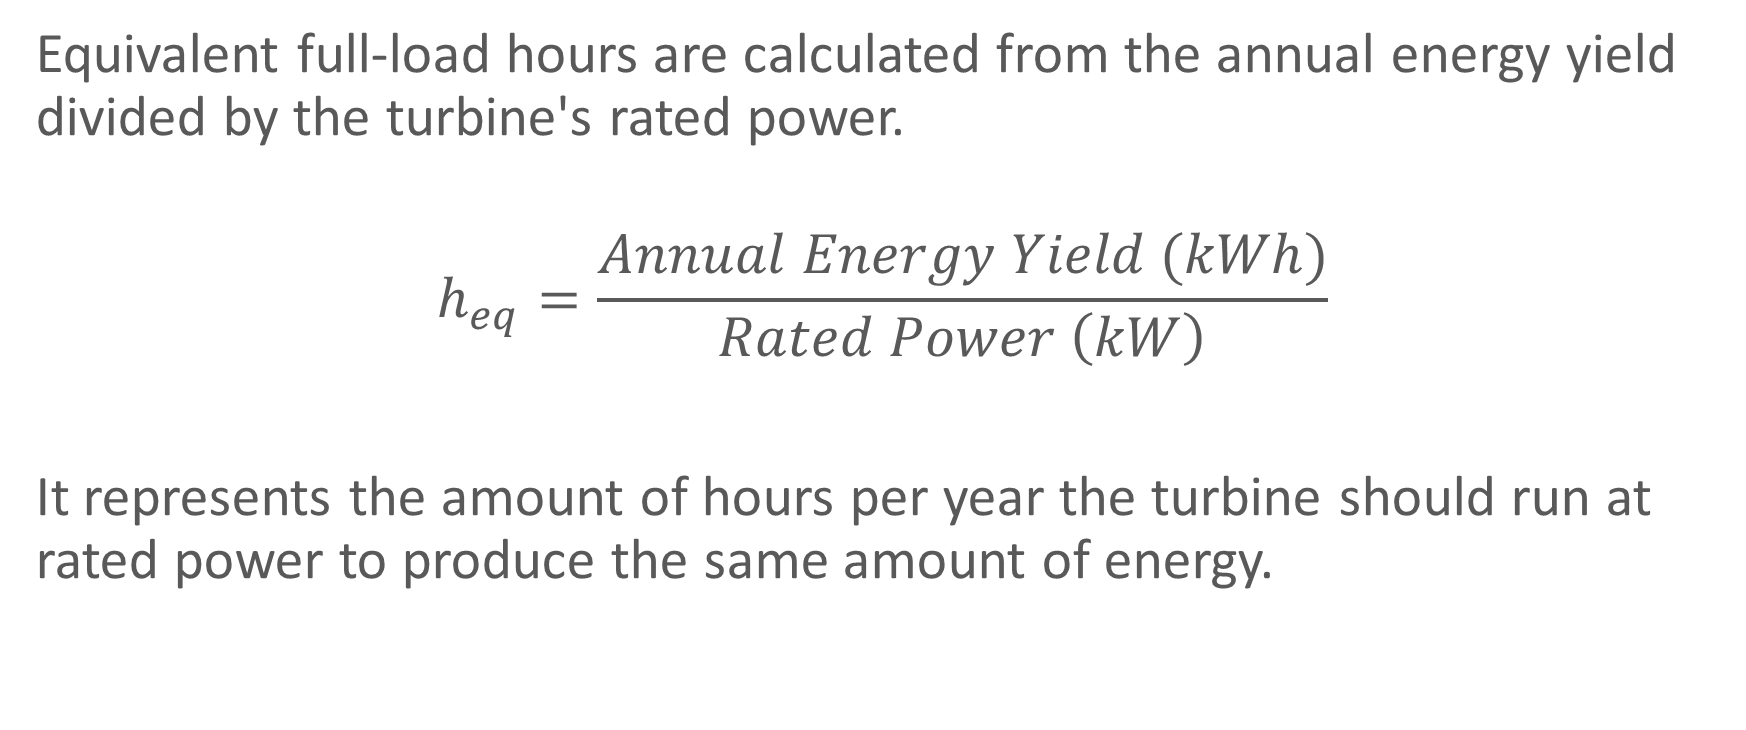 Equivalent full-load hours are calculated from the annual energy yield
divided by the turbine's rated power.
h_eq = Annual Energy Yield (kWh) / Rated Power (kW)
It represents the amount of hours per year the turbine should run at
rated power to produce the same amount of energy.